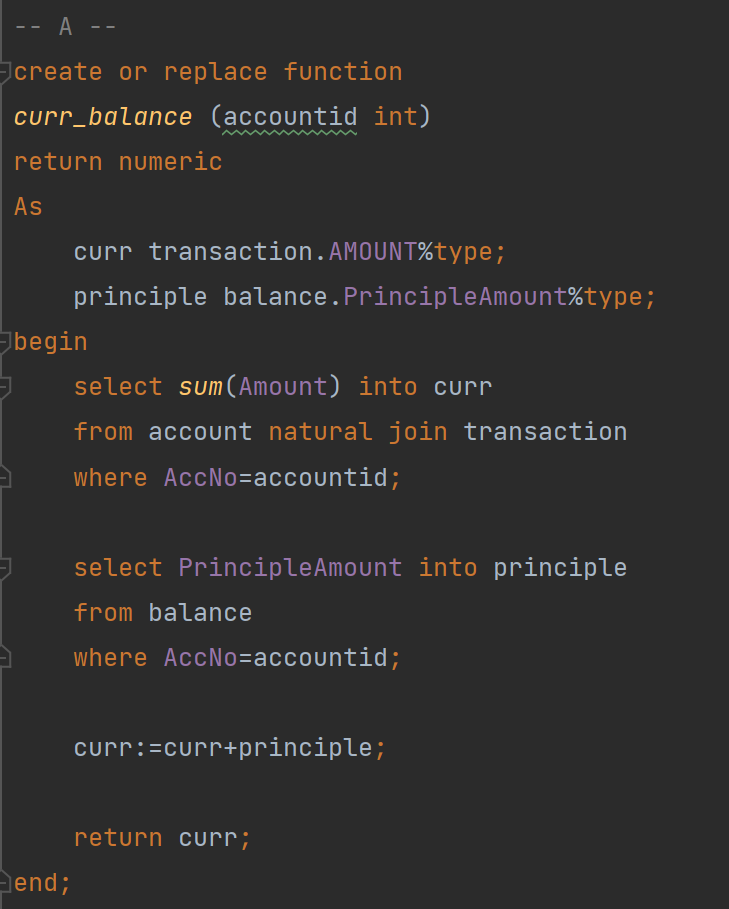 -- A --
create or replace function
curr_balance (accountid int)
return numeric
As
    curr transaction.AMOUNT%type;
    principle balance.PrincipleAmount%type;
begin
    select sum(Amount) into curr
    from account natural join transaction
    where AccNo=accountid;

    select PrincipleAmount into principle
    from balance
    where AccNo=accountid;

    curr:=curr+principle;

    return curr;
end;